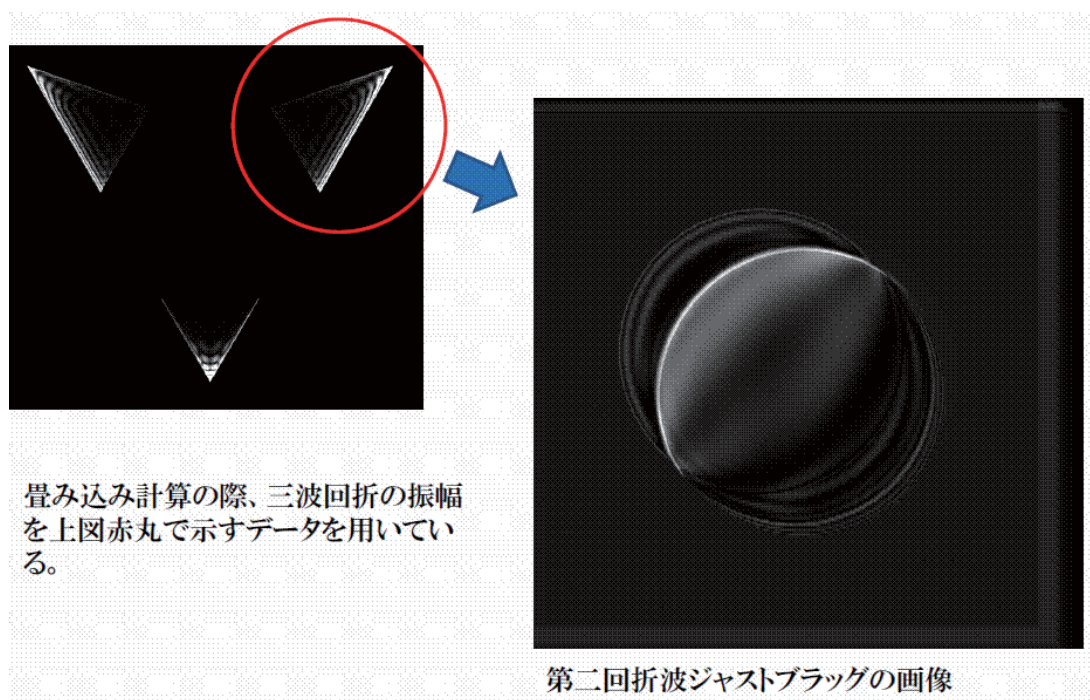 畳み込み計算の際、三波回折の振幅
を上図赤丸で示すデータを用いてい
る。
第二回折波ジャストブラッグの画像